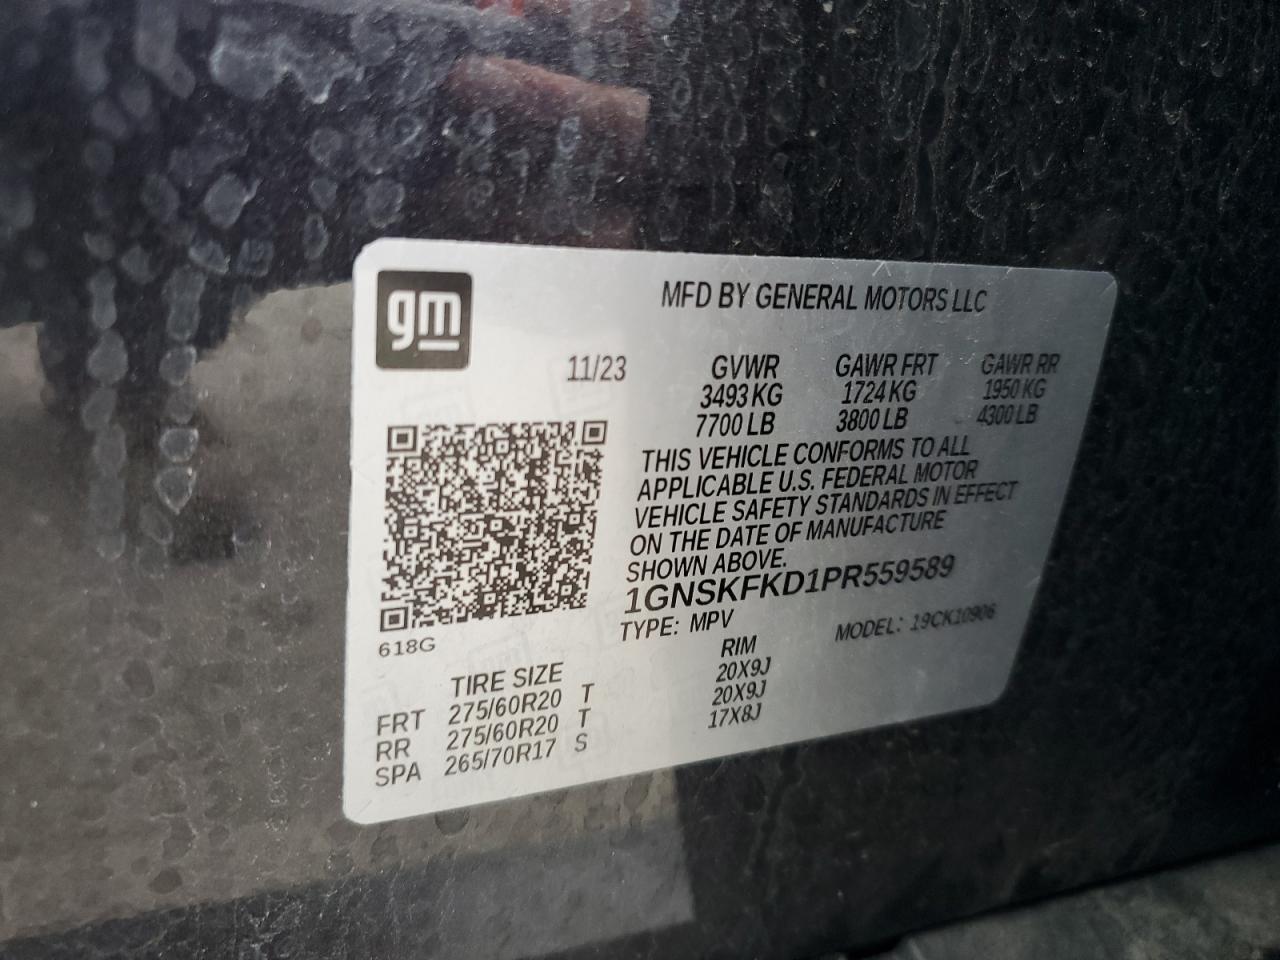 gm
MFD BY GENERAL MOTORS LLC
11/23 GVWR GAWR FRT GAWR RR
3493 KG 1724 KG 1950 KG
7700 LB 3800 LB 4300 LB
THIS VEHICLE CONFORMS TO ALL
APPLICABLE U.S. FEDERAL MOTOR
VEHICLE SAFETY STANDARDS IN EFFECT
ON THE DATE OF MANUFACTURE
SHOWN ABOVE.
1GNSKFKD1PR559589
TYPE: MPV MODEL: 19CK10906
618G
TIRE SIZE RIM
FRT 275/60R20 T 20X9J
RR 275/60R20 T 20X9J
SPA 265/70R17 S 17X8J